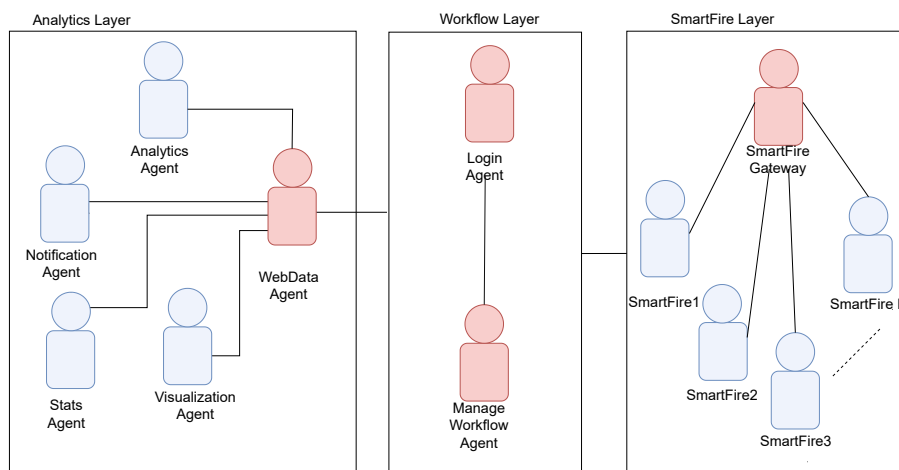 Analytics Layer
Workflow Layer
SmartFire Layer
Analytics
Agent
Notification
Agent
WebData
Agent
Stats
Agent
Visualization
Agent
Login
Agent
Manage
Workflow
Agent
SmartFire
Gateway
SmartFire1
SmartFire2
SmartFire3
SmartFire